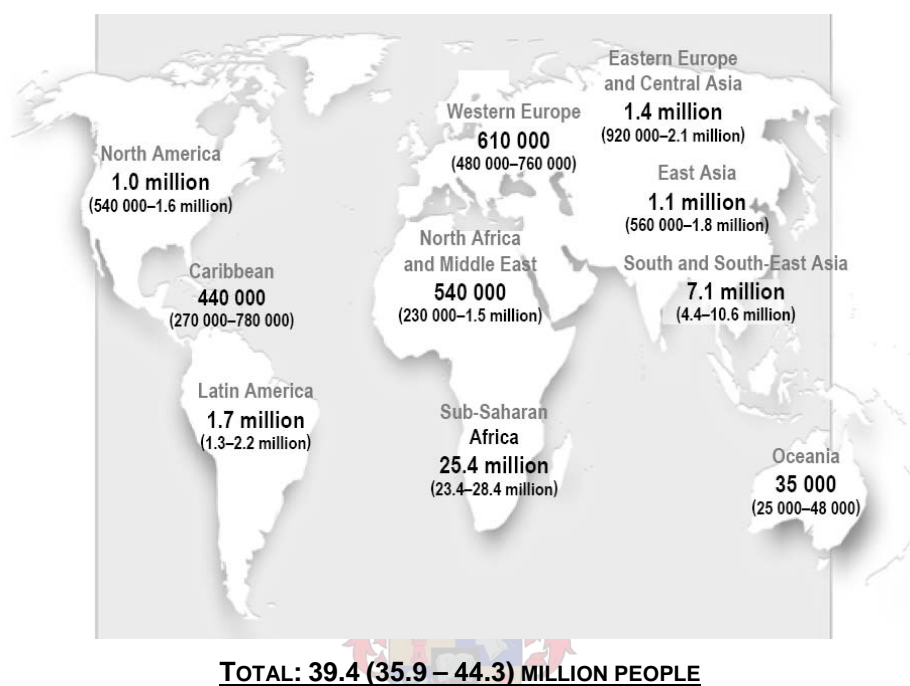 Eastern Europe
and Central Asia
1.4 million
(920 000–2.1 million)
Western Europe
610 000
(480 000–760 000)
North America
1.0 million
(540 000–1.6 million)
East Asia
1.1 million
(560 000–1.8 million)
North Africa
and Middle East
540 000
(230 000–1.5 million)
South and South-East Asia
7.1 million
(4.4–10.6 million)
Caribbean
440 000
(270 000–780 000)
Latin America
1.7 million
(1.3–2.2 million)
Sub-Saharan
Africa
25.4 million
(23.4–28.4 million)
Oceania
35 000
(25 000–48 000)
TOTAL: 39.4 (35.9 – 44.3) MILLION PEOPLE